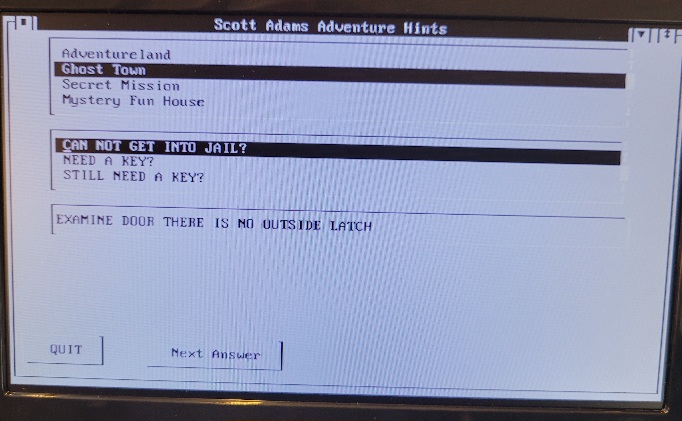 Scott Adams Adventure Hints
Adventureland
Ghost Town
Secret Mission
Mystery Fun House
CAN NOT GET INTO JAIL?
NEED A KEY?
STILL NEED A KEY?
EXAMINE DOOR THERE IS NO OUTSIDE LATCH
QUIT
Next Answer